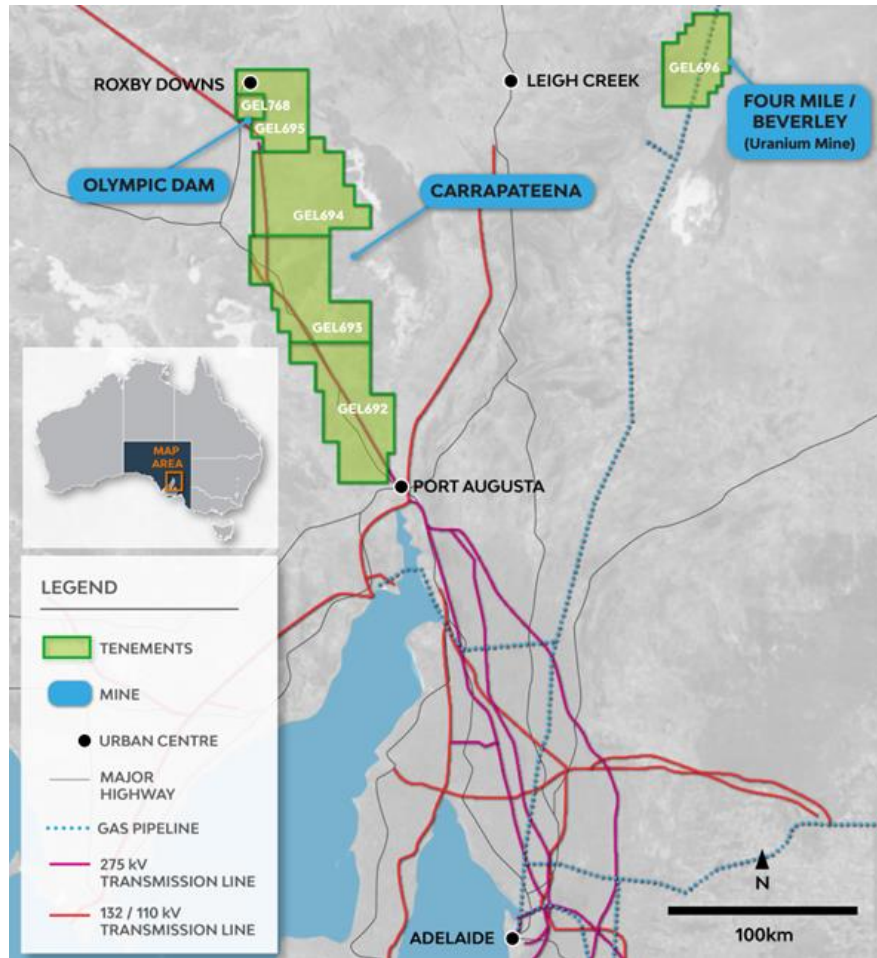 ROXBY DOWNS
LEIGH CREEK
GEL696
GEL768
GEL695
FOUR MILE /
BEVERLEY
(Uranium Mine)
OLYMPIC DAM
CARRAPATEENA
GEL694
GEL693
GEL692
MAP
AREA
PORT AUGUSTA
LEGEND
TENEMENTS
MINE
URBAN CENTRE
MAJOR
HIGHWAY
GAS PIPELINE
275 kV
TRANSMISSION LINE
132 / 110 kV
TRANSMISSION LINE
N
100km
ADELAIDE